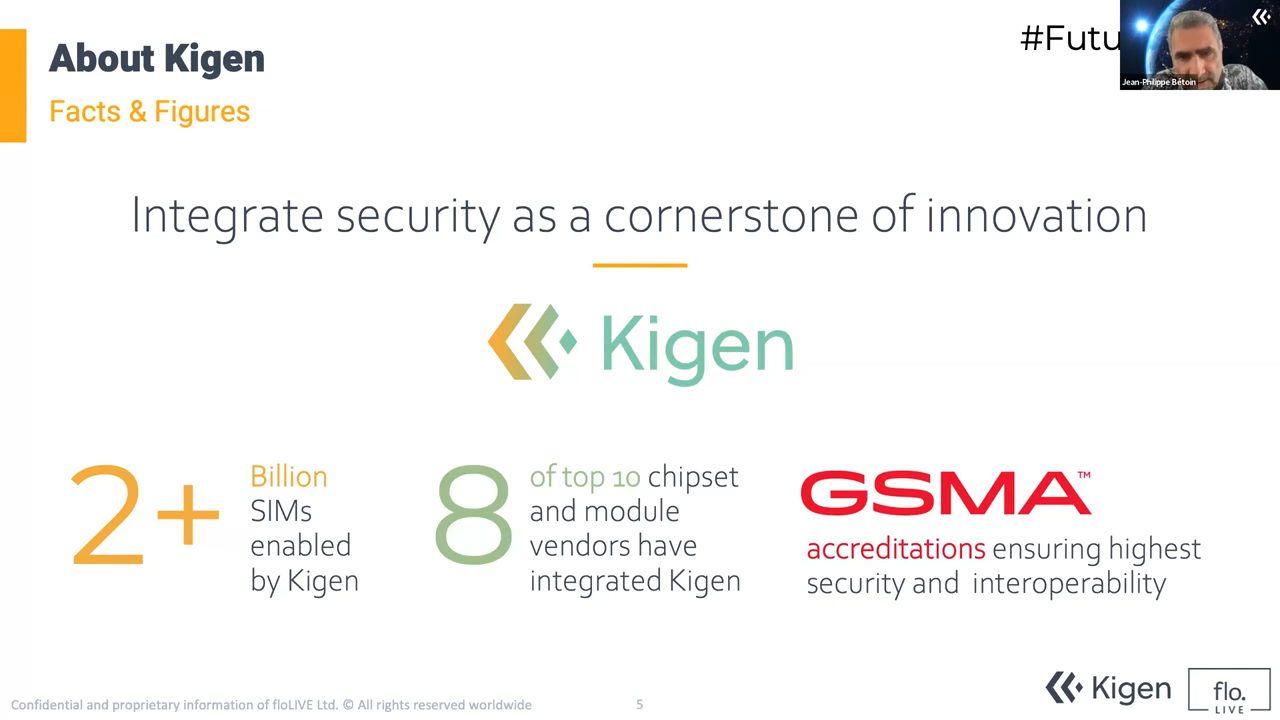 About Kigen
Facts & Figures
#Futu
Jean-Philippe Bétoin
Integrate security as a cornerstone of innovation
Kigen
2+
Billion
SIMs
enabled
by Kigen
8
of top 10 chipset
and module
vendors have
integrated Kigen
GSMA™
accreditations ensuring highest
security and interoperability
Confidential and proprietary information of floLIVE Ltd. © All rights reserved worldwide
5
Kigen
flo.
LIVE